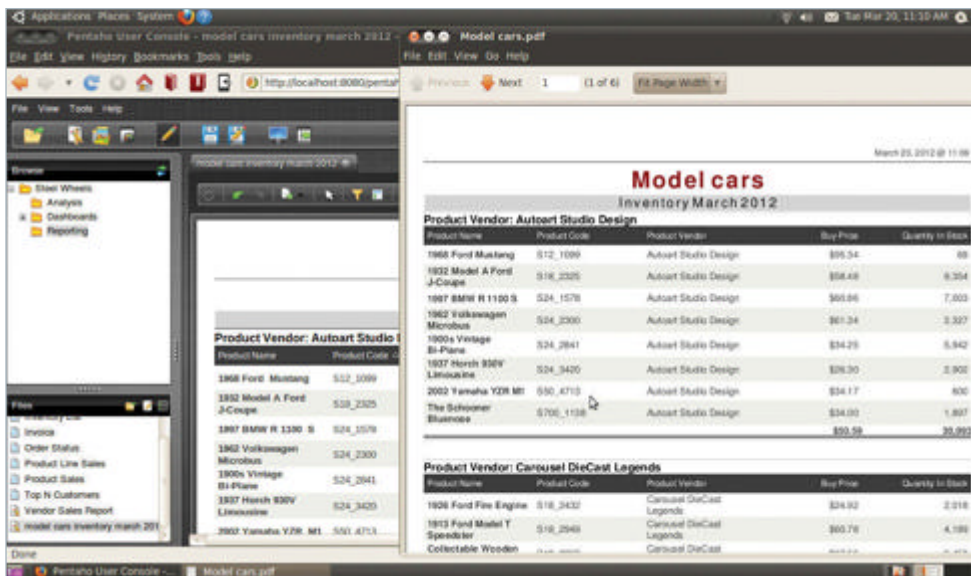 Applications Places System
Tue Mar 20, 11:10 AM
Pentaho User Console - model cars inventory march 2012 -
File Edit View History Bookmarks Tools Help
http://localhost:8080/pentah
File View Tools Help
model cars inventory march 2012
Browse
Steel Wheels
Analysis
Dashboards
Reporting
Product Vendor: Autoart Studio
Product Name Product Code
1968 Ford Mustang S12_1099
1932 Model A Ford
J-Coupe S18_2325
1997 BMW R 1100 S S24_1578
1962 Volkswagen
Microbus S24_2300
1900s Vintage
Bi-Plane S24_2841
1937 Horch 930V
Limousine S24_3420
2002 Yamaha YZR M1 S50_4713
Files
Inventory List
Invoice
Order Status
Product Line Sales
Product Sales
Top N Customers
Vendor Sales Report
model cars inventory march 201
Done
Model cars.pdf
File Edit View Go Help
Previous Next 1 (1 of 6) Fit Page Width
Model cars
Inventory March 2012
Product Vendor: Autoart Studio Design
Product Name Product Code Product Vendor Buy Price Quantity In Stock
1968 Ford Mustang S12_1099 Autoart Studio Design $95.34 68
1932 Model A Ford
J-Coupe S18_2325 Autoart Studio Design $58.48 9,354
1997 BMW R 1100 S S24_1578 Autoart Studio Design $60.86 7,003
1962 Volkswagen
Microbus S24_2300 Autoart Studio Design $61.34 2,327
1900s Vintage
Bi-Plane S24_2841 Autoart Studio Design $34.25 5,942
1937 Horch 930V
Limousine S24_3420 Autoart Studio Design $26.30 2,902
2002 Yamaha YZR M1 S50_4713 Autoart Studio Design $34.17 600
The Schooner
Bluenose S700_1138 Autoart Studio Design $34.00 1,897
$50.59
Product Vendor: Carousel DieCast Legends
Product Name Product Code Product Vendor Buy Price Quantity In Stock
1926 Ford Fire Engine S18_2432 Carousel DieCast
Legends $24.92 2,018
1913 Ford Model T
Speedster S18_2949 Carousel DieCast
Legends $60.78 4,189
Collectable Wooden Carousel DieCast
Pentaho User Console -... Model cars.pdf